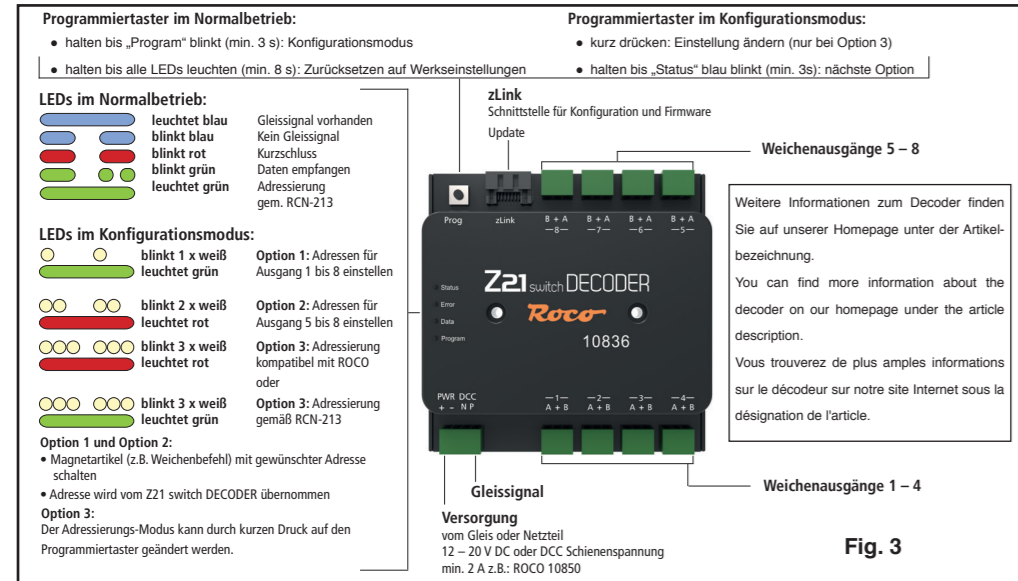 Programmiertaster im Normalbetrieb:
● halten bis „Program“ blinkt (min. 3 s): Konfigurationsmodus
● halten bis alle LEDs leuchten (min. 8 s): Zurücksetzen auf Werkseinstellungen
Programmiertaster im Konfigurationsmodus:
● kurz drücken: Einstellung ändern (nur bei Option 3)
● halten bis „Status“ blau blinkt (min. 3s): nächste Option
LEDs im Normalbetrieb:
leuchtet blau Gleissignal vorhanden
blinkt blau Kein Gleissignal
blinkt rot Kurzschluss
blinkt grün Daten empfangen
leuchtet grün Adressierung
gem. RCN-213
LEDs im Konfigurationsmodus:
blinkt 1 x weiß Option 1: Adressen für
leuchtet grün Ausgang 1 bis 8 einstellen
blinkt 2 x weiß Option 2: Adressen für
leuchtet rot Ausgang 5 bis 8 einstellen
blinkt 3 x weiß Option 3: Adressierung
leuchtet rot kompatibel mit ROCO
oder
blinkt 3 x weiß Option 3: Adressierung
leuchtet grün gemäß RCN-213
Option 1 und Option 2:
• Magnetartikel (z.B. Weichenbefehl) mit gewünschter Adresse
schalten
• Adresse wird vom Z21 switch DECODER übernommen
Option 3:
Der Adressierungs-Modus kann durch kurzen Druck auf den
Programmiertaster geändert werden.
zLink
Schnittstelle für Konfiguration und Firmware
Update
Weichenausgänge 5 – 8
Prog zLink B + A B + A B + A B + A
—8— —7— —6— —5—
Z21 switch DECODER
Roco
10836
Status
Error
Data
Program
PWR DCC —1— —2— —3— —4—
+ – N P A + B A + B A + B A + B
Gleissignal
Weichenausgänge 1 – 4
Versorgung
vom Gleis oder Netzteil
12 – 20 V DC oder DCC Schienenspannung
min. 2 A z.B.: ROCO 10850
Weitere Informationen zum Decoder finden
Sie auf unserer Homepage unter der Artikel-
bezeichnung.
You can find more information about the
decoder on our homepage under the article
description.
Vous trouverez de plus amples informations
sur le décodeur sur notre site Internet sous la
désignation de l'article.
Fig. 3